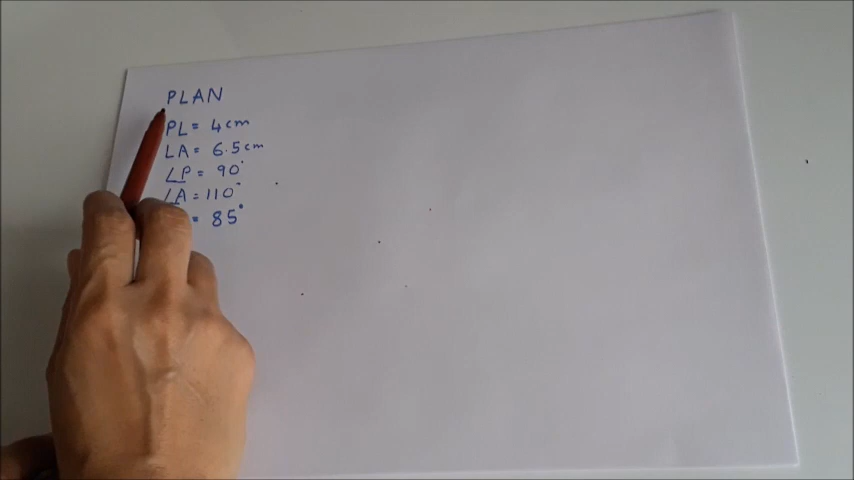 PLAN
PL = 4cm
LA = 6.5cm
∠P = 90°
∠A = 110°
= 85°